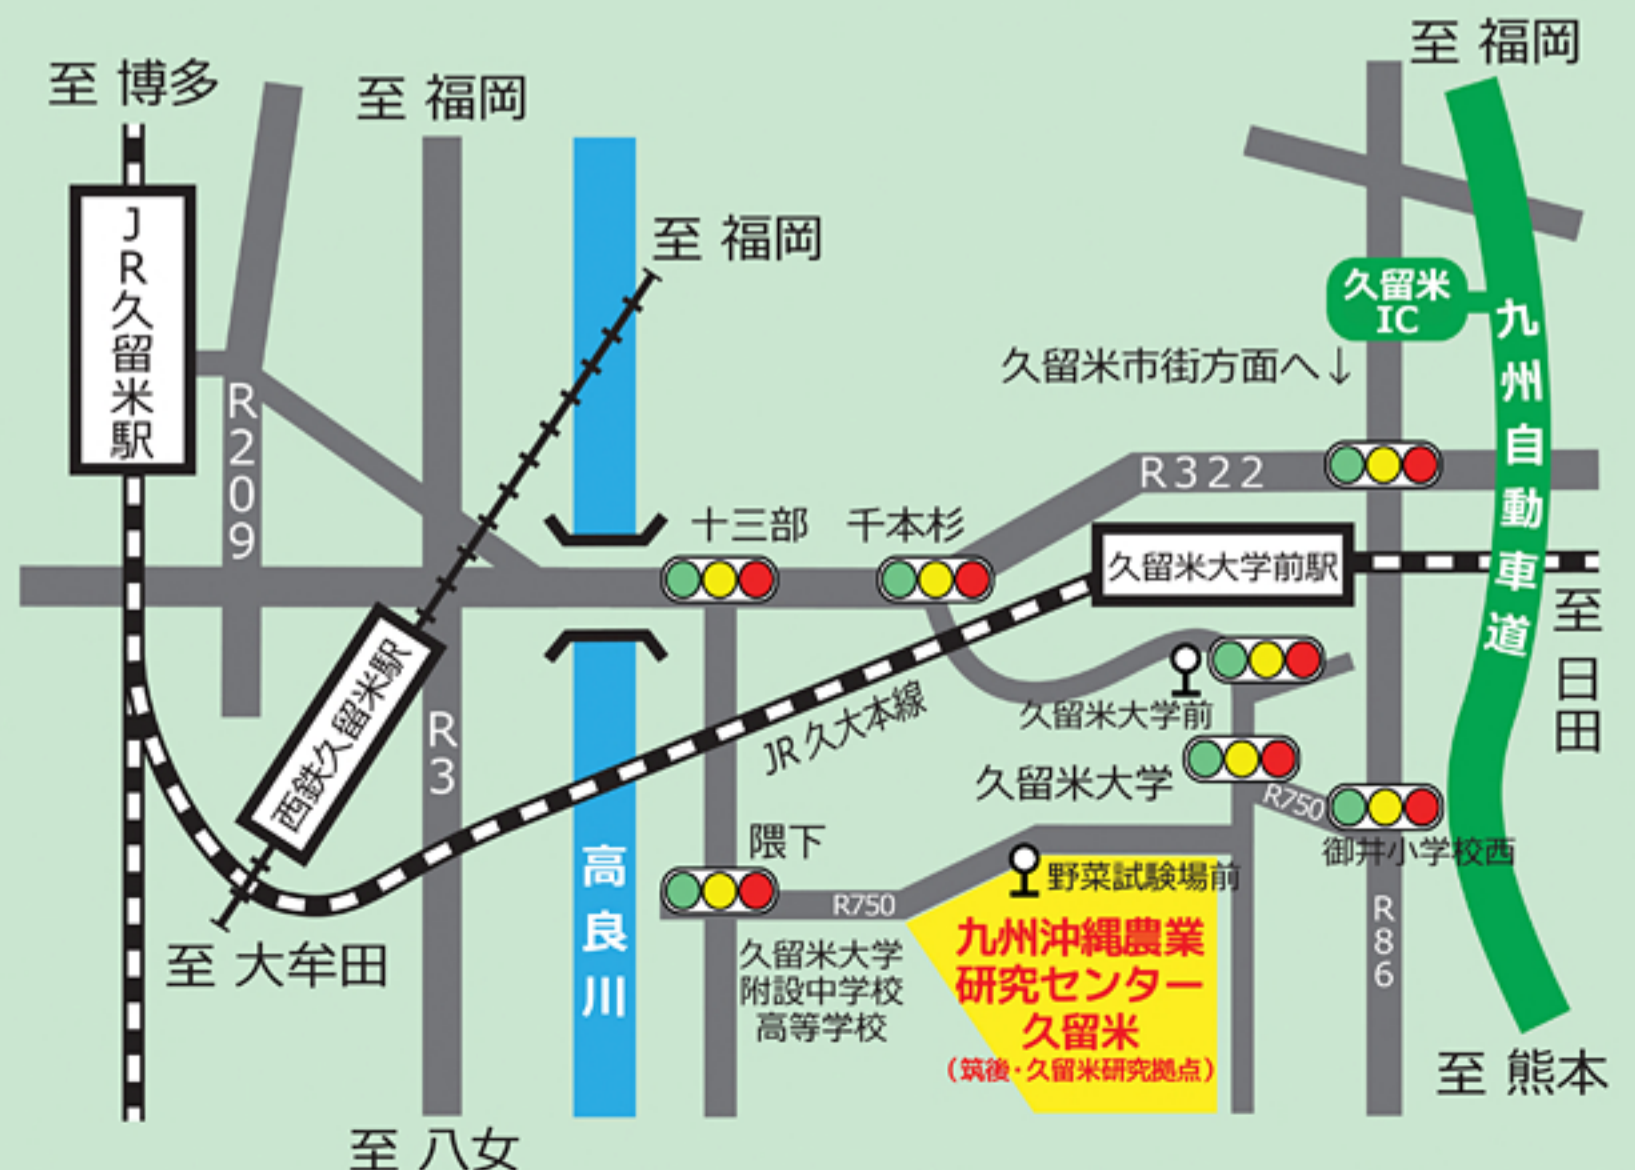 至 福岡
至 博多
至 福岡
JR久留米駅
至 福岡
久留米
IC
九州自動車道
久留米市街方面へ↓
R209
R322
十三部
千本杉
久留米大学前駅
至 日田
西鉄久留米駅
R3
JR 久大本線
久留米大学前
久留米大学
R750
御井小学校西
隈下
高良川
野菜試験場前
R750
R86
九州沖縄農業
研究センター
久留米
（筑後・久留米研究拠点）
久留米大学
附設中学校
高等学校
至 大牟田
至 熊本
至 八女